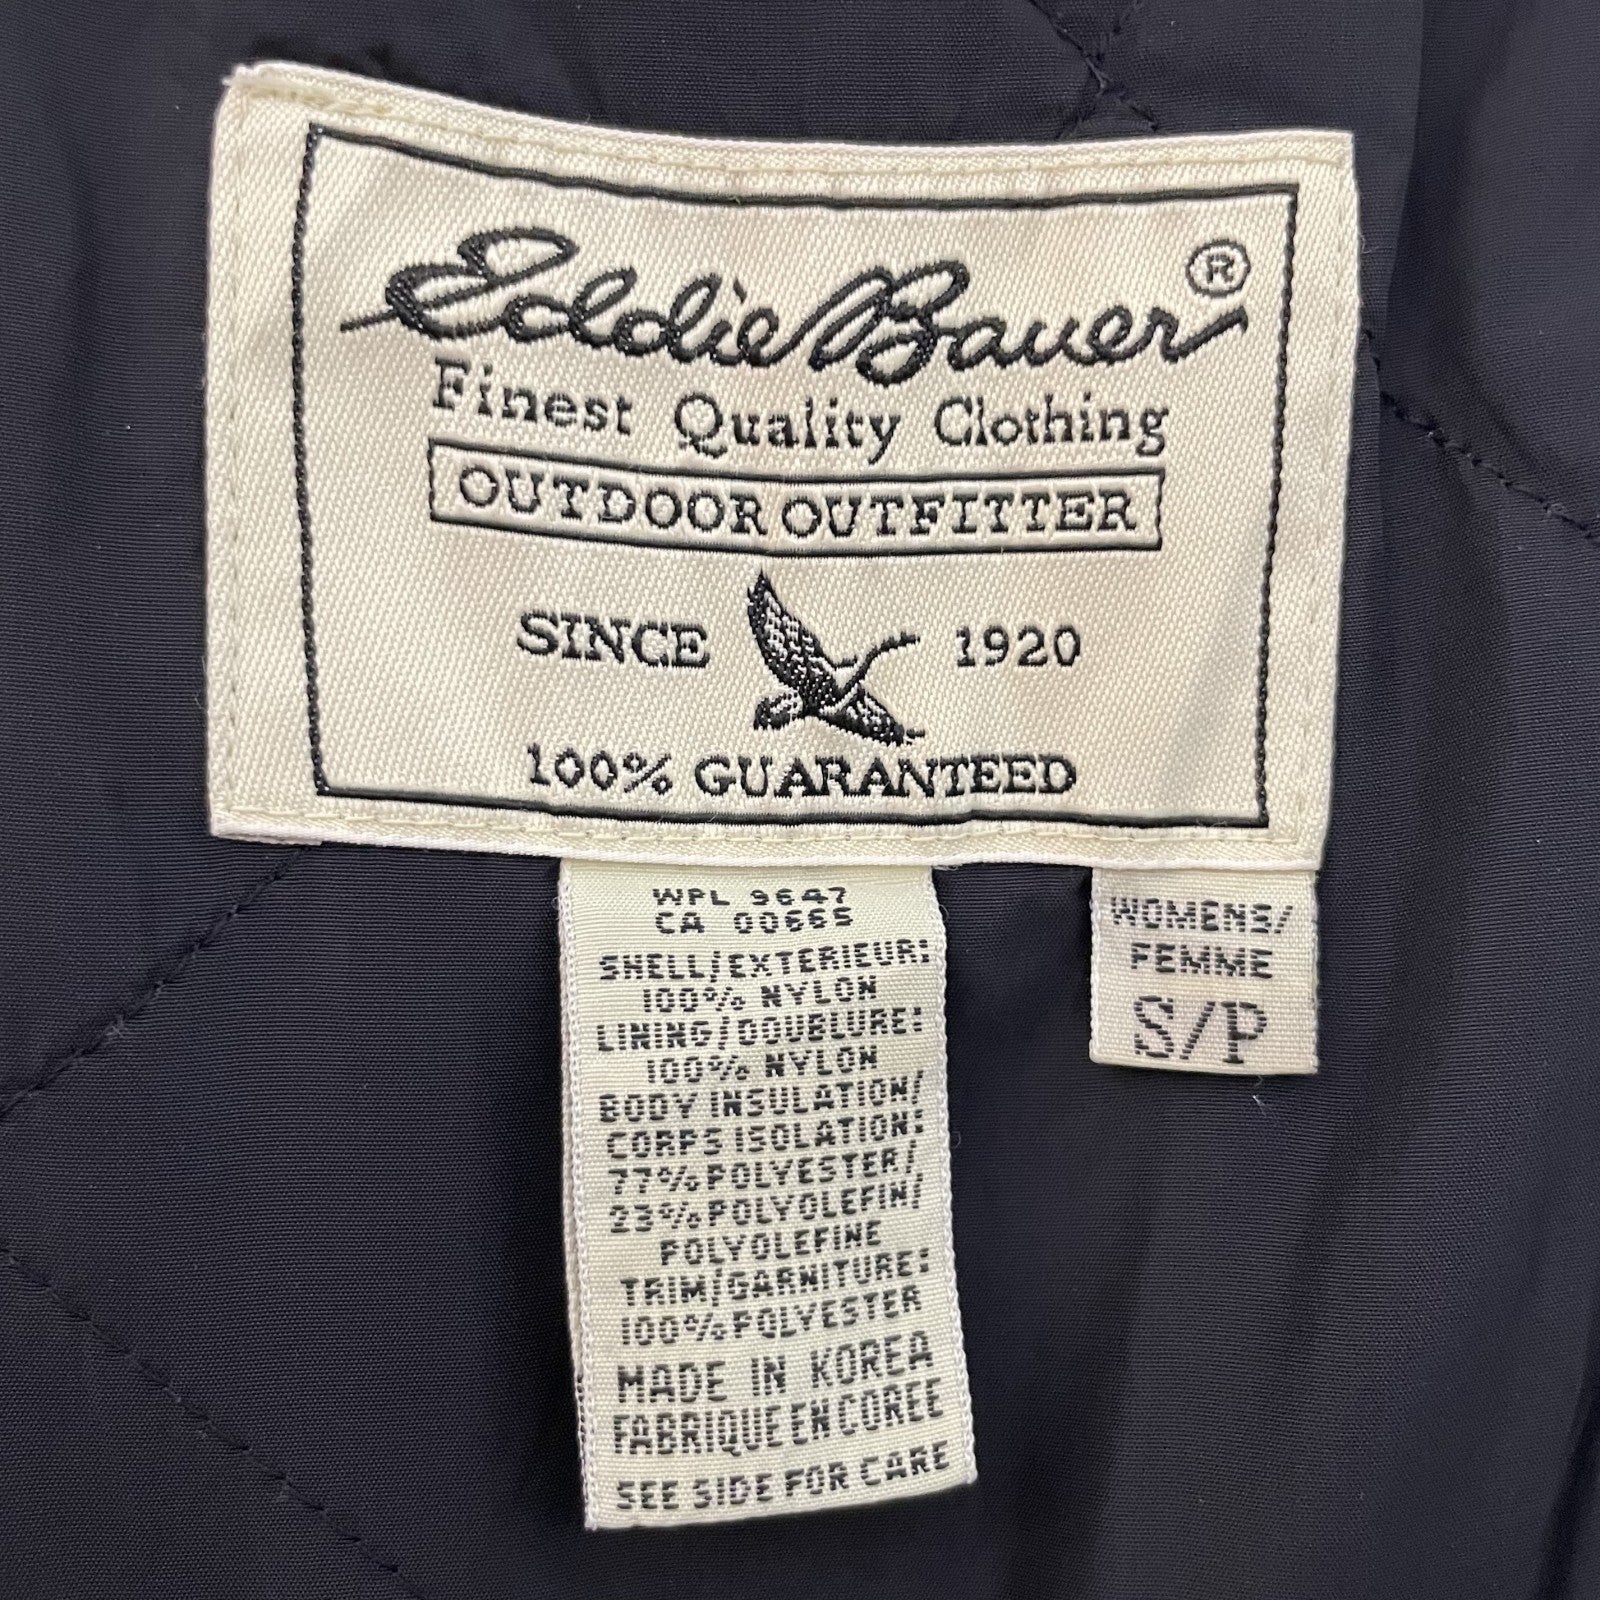 Eddie Bauer ®
Finest Quality Clothing
OUTDOOR OUTFITTER
SINCE 1920
100% GUARANTEED
WPL 9647
CA 00665
SHELL/EXTERIEUR:
100% NYLON
LINING/DOUBLURE:
100% NYLON
BODY INSULATION/
CORPS ISOLATION:
77% POLYESTER/
23% POLYOLEFIN/
POLYOLEFINE
TRIM/GARNITURE:
100% POLYESTER
MADE IN KOREA
FABRIQUE EN COREE
SEE SIDE FOR CARE
WOMENS/
FEMME
S/P